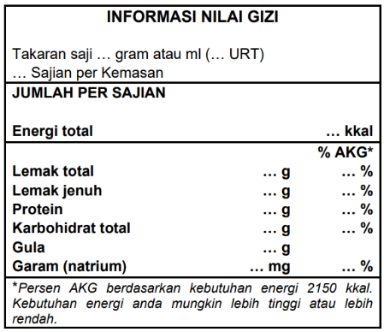 INFORMASI NILAI GIZI
Takaran saji … gram atau ml (… URT)
… Sajian per Kemasan
JUMLAH PER SAJIAN
Energi total … kkal
% AKG*
Lemak total … g … %
Lemak jenuh … g … %
Protein … g … %
Karbohidrat total … g … %
Gula … g
Garam (natrium) … mg … %
*Persen AKG berdasarkan kebutuhan energi 2150 kkal.
Kebutuhan energi anda mungkin lebih tinggi atau lebih
rendah.